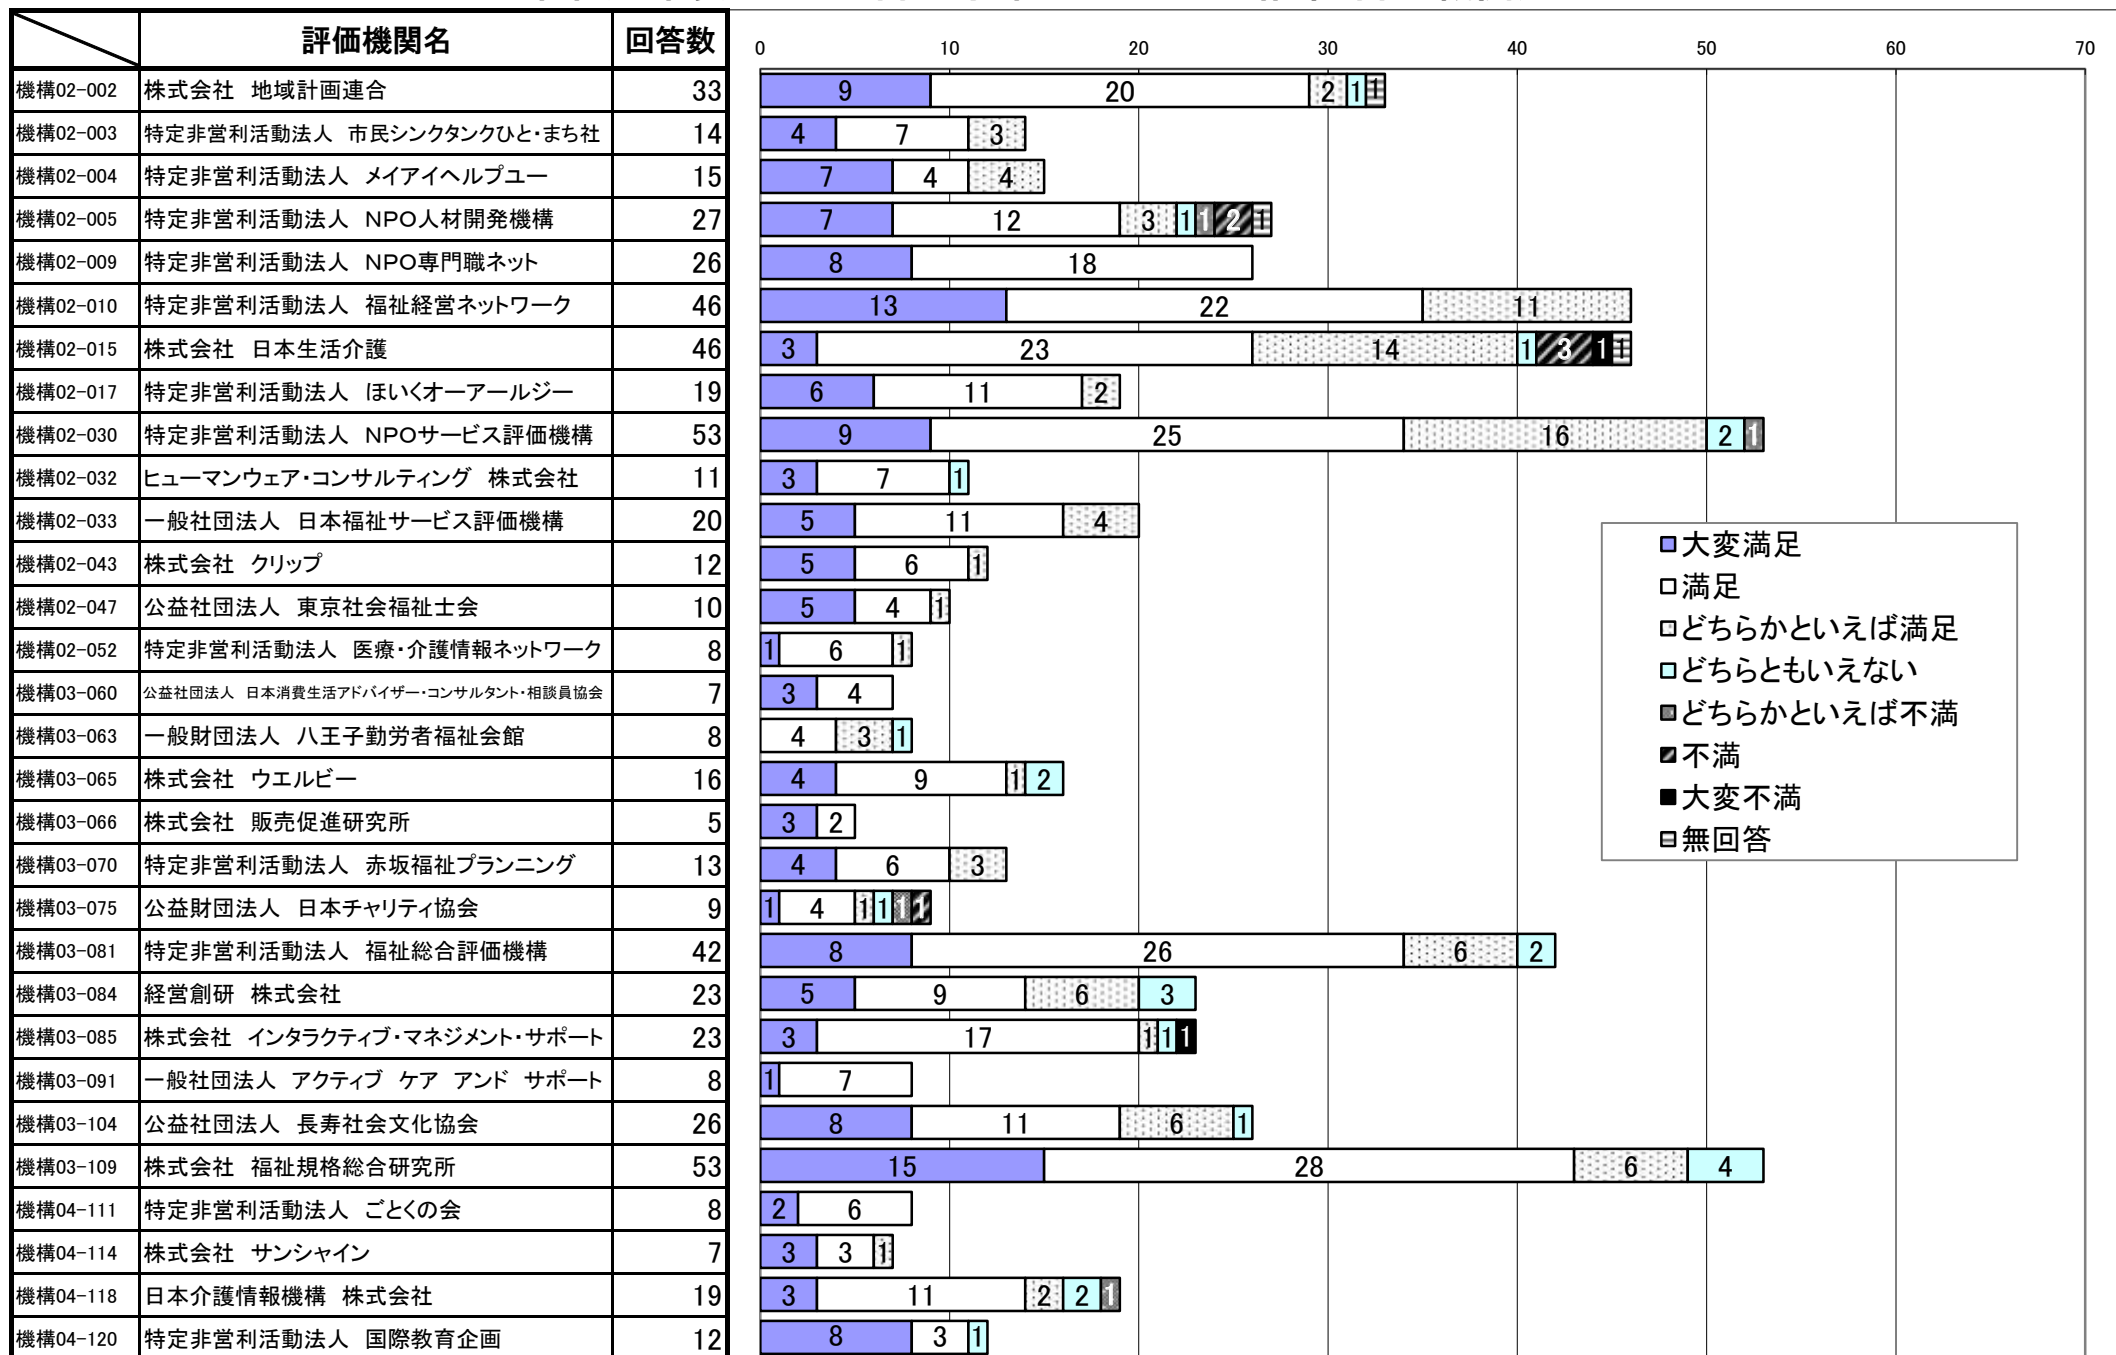 評価機関名 回答数 0 10 20 30 40 50 60 70
機構02-002 株式会社 地域計画連合 33 9 20 2 1 1
機構02-003 特定非営利活動法人 市民シンクタンクひと・まち社 14 4 7 3
機構02-004 特定非営利活動法人 メイアイヘルプユー 15 7 4 4
機構02-005 特定非営利活動法人 NPO人材開発機構 27 7 12 3 1 1 2 1
機構02-009 特定非営利活動法人 NPO専門職ネット 26 8 18
機構02-010 特定非営利活動法人 福祉経営ネットワーク 46 13 22 11
機構02-015 株式会社 日本生活介護 46 3 23 14 1 3 1 1
機構02-017 特定非営利活動法人 ほいくオーアールジー 19 6 11 2
機構02-030 特定非営利活動法人 NPOサービス評価機構 53 9 25 16 2 1
機構02-032 ヒューマンウェア・コンサルティング 株式会社 11 3 7 1
機構02-033 一般社団法人 日本福祉サービス評価機構 20 5 11 4
機構02-043 株式会社 クリップ 12 5 6 1
機構02-047 公益社団法人 東京社会福祉士会 10 5 4 1
機構02-052 特定非営利活動法人 医療・介護情報ネットワーク 8 1 6 1
機構03-060 公益社団法人 日本消費生活アドバイザー・コンサルタント・相談員協会 7 3 4
機構03-063 一般財団法人 八王子勤労者福祉会館 8 4 3 1
機構03-065 株式会社 ウエルビー 16 4 9 1 2
機構03-066 株式会社 販売促進研究所 5 3 2
機構03-070 特定非営利活動法人 赤坂福祉プランニング 13 4 6 3
機構03-075 公益財団法人 日本チャリティ協会 9 1 4 1 1 1 1
機構03-081 特定非営利活動法人 福祉総合評価機構 42 8 26 6 2
機構03-084 経営創研 株式会社 23 5 9 6 3
機構03-085 株式会社 インタラクティブ・マネジメント・サポート 23 3 17 1 1 1
機構03-091 一般社団法人 アクティブ ケア アンド サポート 8 1 7
機構03-104 公益社団法人 長寿社会文化協会 26 8 11 6 1
機構03-109 株式会社 福祉規格総合研究所 53 15 28 6 4
機構04-111 特定非営利活動法人 ごとくの会 8 2 6
機構04-114 株式会社 サンシャイン 7 3 3 1
機構04-118 日本介護情報機構 株式会社 19 3 11 2 2 1
機構04-120 特定非営利活動法人 国際教育企画 12 8 3 1
大変満足
満足
どちらかといえば満足
どちらともいえない
どちらかといえば不満
不満
大変不満
無回答